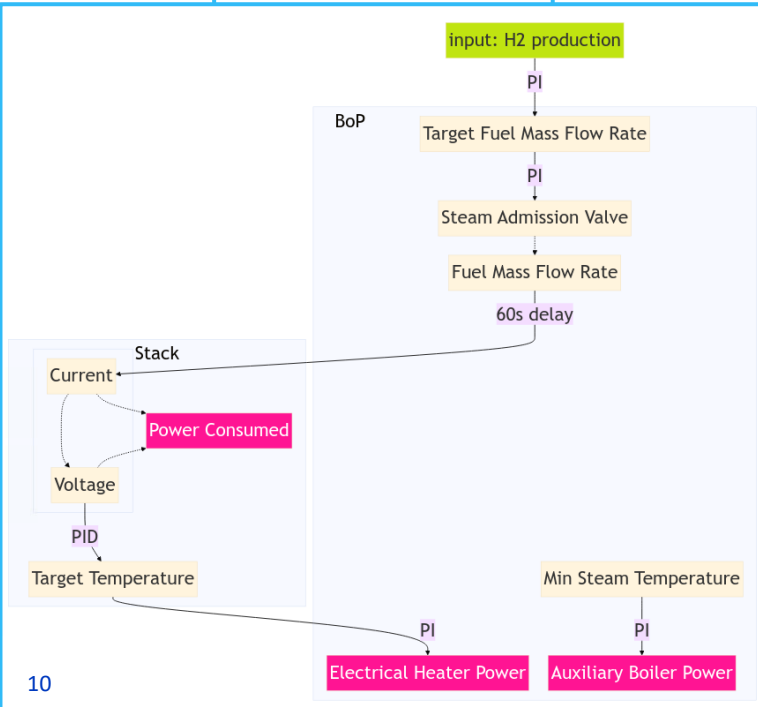 input: H2 production
PI
BoP
Target Fuel Mass Flow Rate
PI
Steam Admission Valve
Fuel Mass Flow Rate
60s delay
Stack
Current
Power Consumed
Voltage
PID
Target Temperature
Min Steam Temperature
PI
PI
Electrical Heater Power
Auxiliary Boiler Power
10